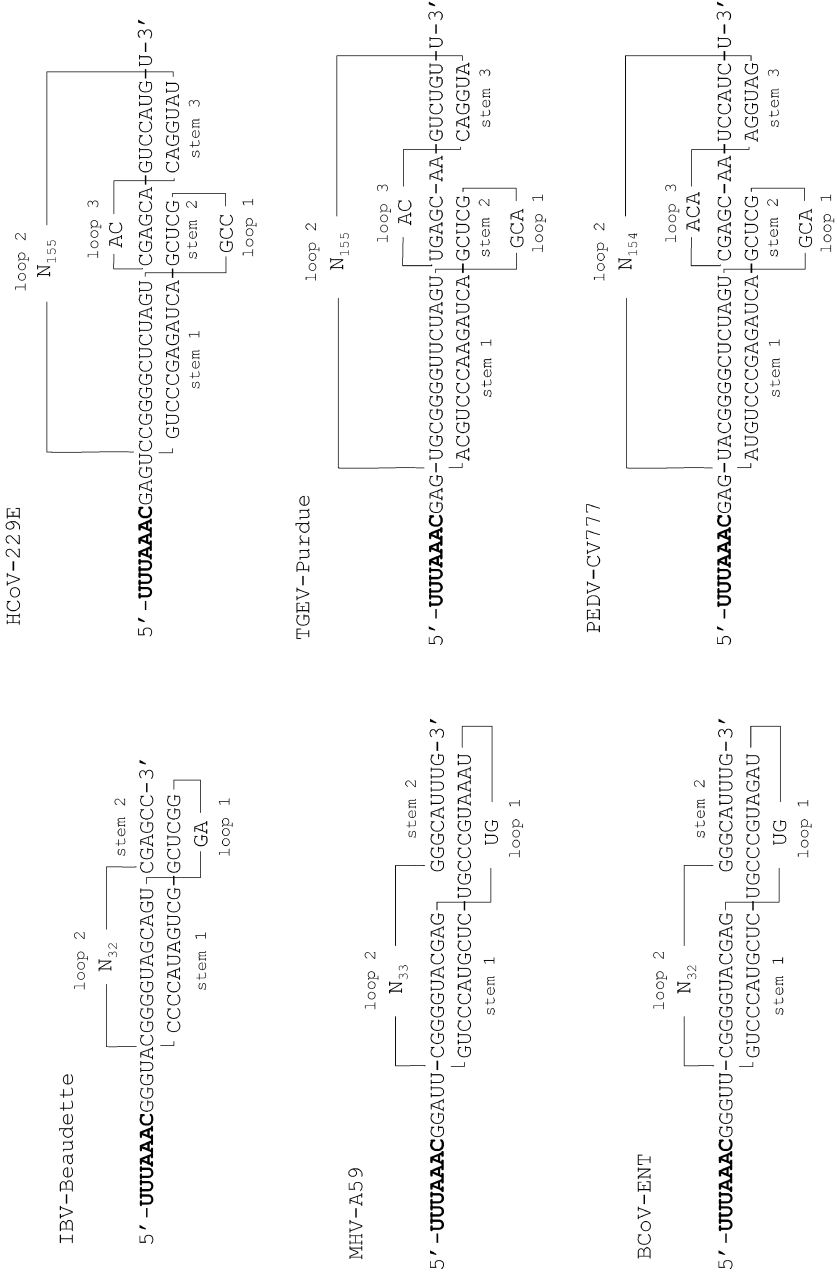 IBV-Beaudette
loop 2
N₃₂
stem 2
5′-UUUAAACGGGUACGGGGUAGCAGU CGAGCC-3′
CCCCAUAGUCG-GCUCGG
GA
stem 1
loop 1
HCoV-229E
loop 2
N₁₅₅
loop 3
AC
5′-UUUAAACGAGUCCGGGGCUCUAGU CGAGCA-GUCCAUG-U-3′
GUCCCGAGAUCA-GCUCG CAGGUAU
stem 1
stem 2
stem 3
GCC
loop 1
MHV-A59
loop 2
N₃₃
stem 2
5′-UUUAAACGGAUU-CGGGGUACGAG GGGCAUUUG-3′
GUCCCAUGCUC-UGCCCGUAAAU
stem 1
UG
loop 1
TGEV-Purdue
loop 2
N₁₅₅
loop 3
AC
5′-UUUAAACGAG-UGCGGGGUUCUAGU UGAGC-AA-GUCUGU-U-3′
ACGUCCCAAGAUCA-GCUCG CAGGUA
stem 1
stem 2
stem 3
GCA
loop 1
BCoV-ENT
loop 2
N₃₂
stem 2
5′-UUUAAACGGGUU-CGGGGUACGAG GGGCAUUUG-3′
GUCCCAUGCUC-UGCCCGUAGAU
stem 1
UG
loop 1
PEDV-CV777
loop 2
N₁₅₄
loop 3
ACA
5′-UUUAAACGAG-UACGGGGCUCUAGU CGAGC-AA-UCCAUC-U-3′
AUGUCCCGAGAUCA-GCUCG AGGUAG
stem 1
stem 2
stem 3
GCA
loop 1